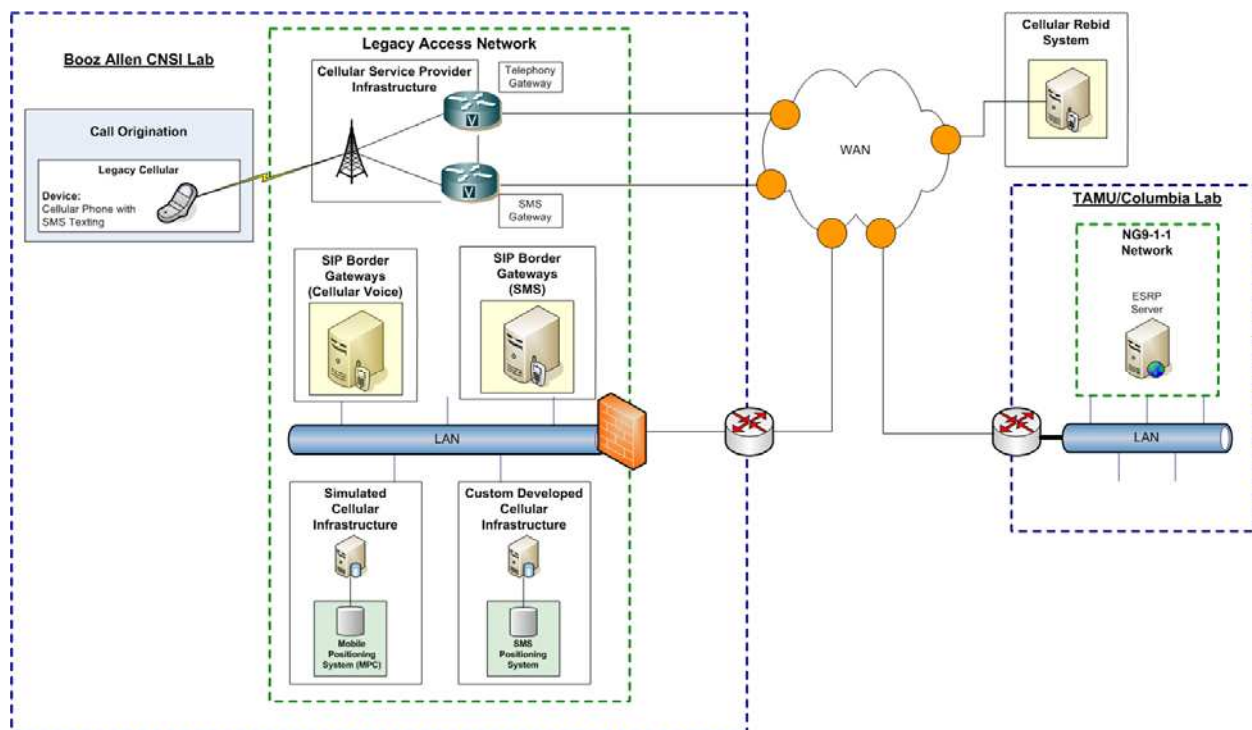 Booz Allen CNSI Lab
Call Origination
Legacy Cellular
Device:
Cellular Phone with
SMS Texting
Legacy Access Network
Cellular Service Provider
Infrastructure
Telephony
Gateway
V
V
SMS
Gateway
SIP Border
Gateways
(Cellular Voice)
SIP Border
Gateways
(SMS)
LAN
Simulated
Cellular
Infrastructure
Mobile
Positioning
System (MPC)
Custom Developed
Cellular
Infrastructure
SMS
Positioning
System
WAN
Cellular Rebid
System
TAMU/Columbia Lab
NG9-1-1
Network
ESRP
Server
LAN